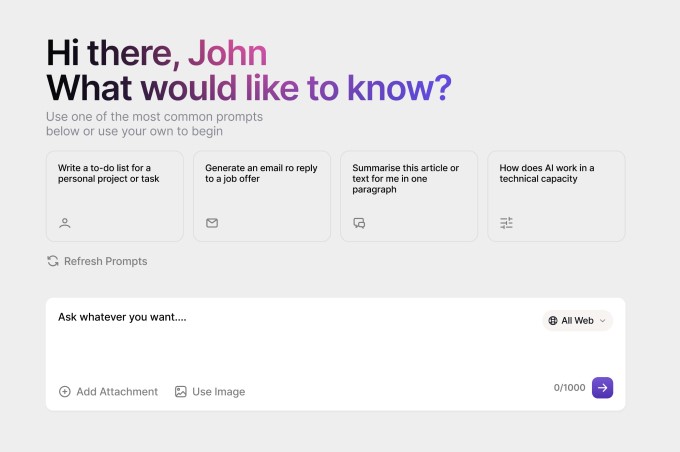 Hi there, John
What would like to know?
Use one of the most common prompts
below or use your own to begin
Write a to-do list for a
personal project or task
Generate an email ro reply
to a job offer
Summarise this article or
text for me in one
paragraph
How does AI work in a
technical capacity
Refresh Prompts
Ask whatever you want....
All Web
Add Attachment
Use Image
0/1000